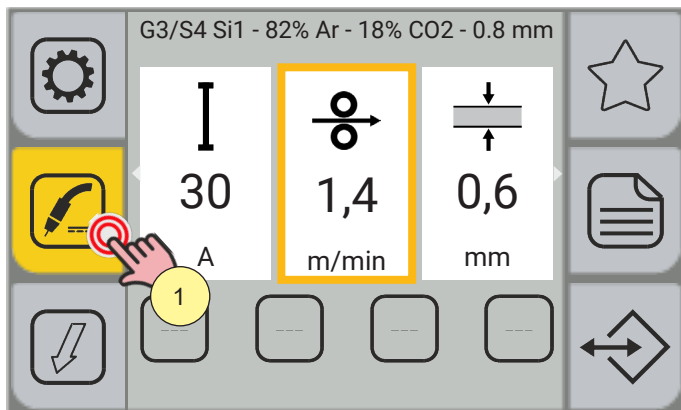 G3/S4 Si1 - 82% Ar - 18% CO2 - 0.8 mm
30
1,4
0,6
A
m/min
mm
1
---
---
---
---